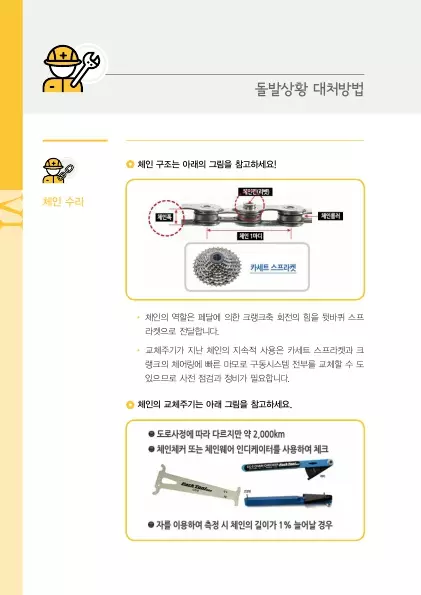 돌발상황 대처방법
체인 수리
체인 구조는 아래의 그림을 참고하세요!
체인핀(리벳)
체인폭
체인롤러
체인 1마디
카세트 스프라켓
· 체인의 역할은 페달에 의한 크랭크축 회전의 힘을 뒷바퀴 스프
라켓으로 전달합니다.
· 교체주기가 지난 체인의 지속적 사용은 카세트 스프라켓과 크
랭크의 체어링에 빠른 마모로 구동시스템 전부를 교체할 수 도
있으므로 사전 점검과 정비가 필요합니다.
체인의 교체주기는 아래 그림을 참고하세요.
❶ 도로사정에 따라 다르지만 약 2,000km
❷ 체인체커 또는 체인웨어 인디케이터를 사용하여 체크
Park Tool
❷ 자를 이용하여 측정 시 체인의 길이가 1% 늘어날 경우